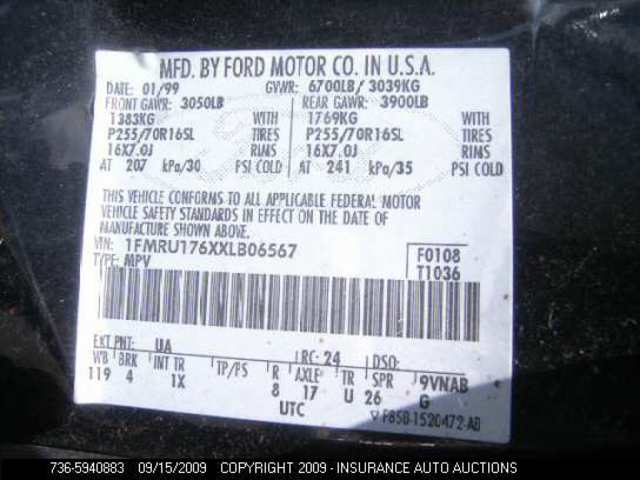 MFD. BY FORD MOTOR CO. IN U.S.A.
DATE: 01/99 GVWR: 6700LB/ 3039KG
FRONT GAWR: 3050LB REAR GAWR: 3900LB
1383KG WITH 1769KG WITH
P255/70R16SL TIRES P255/70R16SL TIRES
16X7.0J RIMS 16X7.0J RIMS
AT 207 kPa/30 PSI COLD AT 241 kPa/35 PSI COLD
THIS VEHICLE CONFORMS TO ALL APPLICABLE FEDERAL MOTOR
VEHICLE SAFETY STANDARDS IN EFFECT ON THE DATE OF
MANUFACTURE SHOWN ABOVE.
VIN: 1FMRU176XXLB06567 F0108
TYPE: MPV T1036
EXT PNT: UA RC: 24 DSO:
WB BRK INT TR TP/PS R AXLE TR SPR 9VNAB
119 4 1X 8 17 U 26 G
UTC F85B-1520472-AB
736-5940883 09/15/2009 COPYRIGHT 2009 - INSURANCE AUTO AUCTIONS